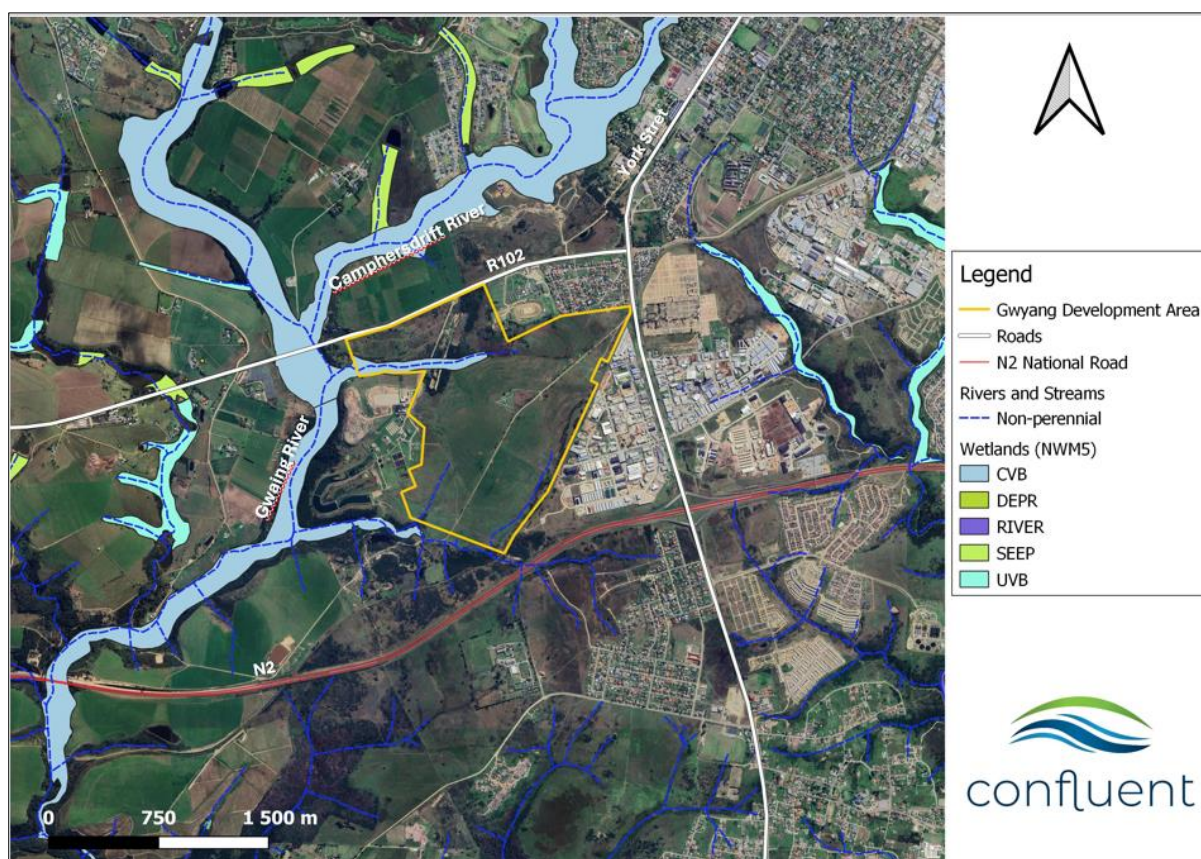 York Stret
Camphersdrift River
R102
Gwaing River
N2
0 750 1 500 m
Legend
Gwyang Development Area
Roads
N2 National Road
Rivers and Streams
Non-perennial
Wetlands (NWM5)
CVB
DEPR
RIVER
SEEP
UVB
confluent